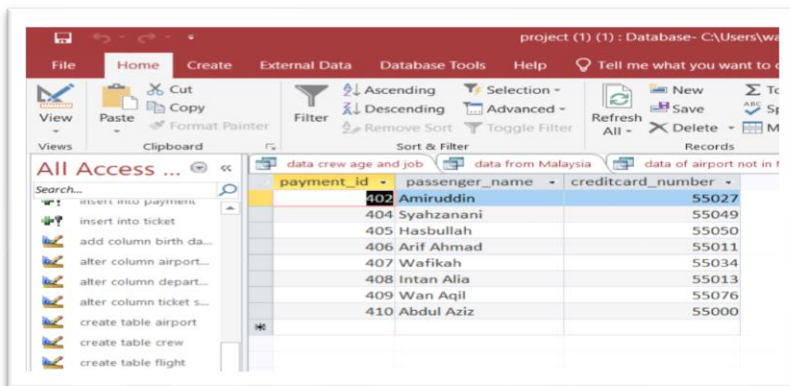 project (1) (1) : Database- C:\Users\wa
File Home Create External Data Database Tools Help Tell me what you want to
View Paste Cut Copy Format Painter Filter Ascending Descending Remove Sort Selection Advanced Toggle Filter Refresh All New Save Delete
Views Clipboard Sort & Filter Records
All Access ... data crew age and job data from Malaysia data of airport not in
Search...
payment_id passenger_name creditcard_number
402 Amiruddin 55027
404 Syahzanani 55049
405 Hasbullah 55050
406 Arif Ahmad 55011
407 Wafikah 55034
408 Intan Alia 55013
409 Wan Aqil 55076
410 Abdul Aziz 55000
insert into payment
insert into ticket
add column birth da...
alter column airport...
alter column depart...
alter column ticket s...
create table airport
create table crew
create table flight